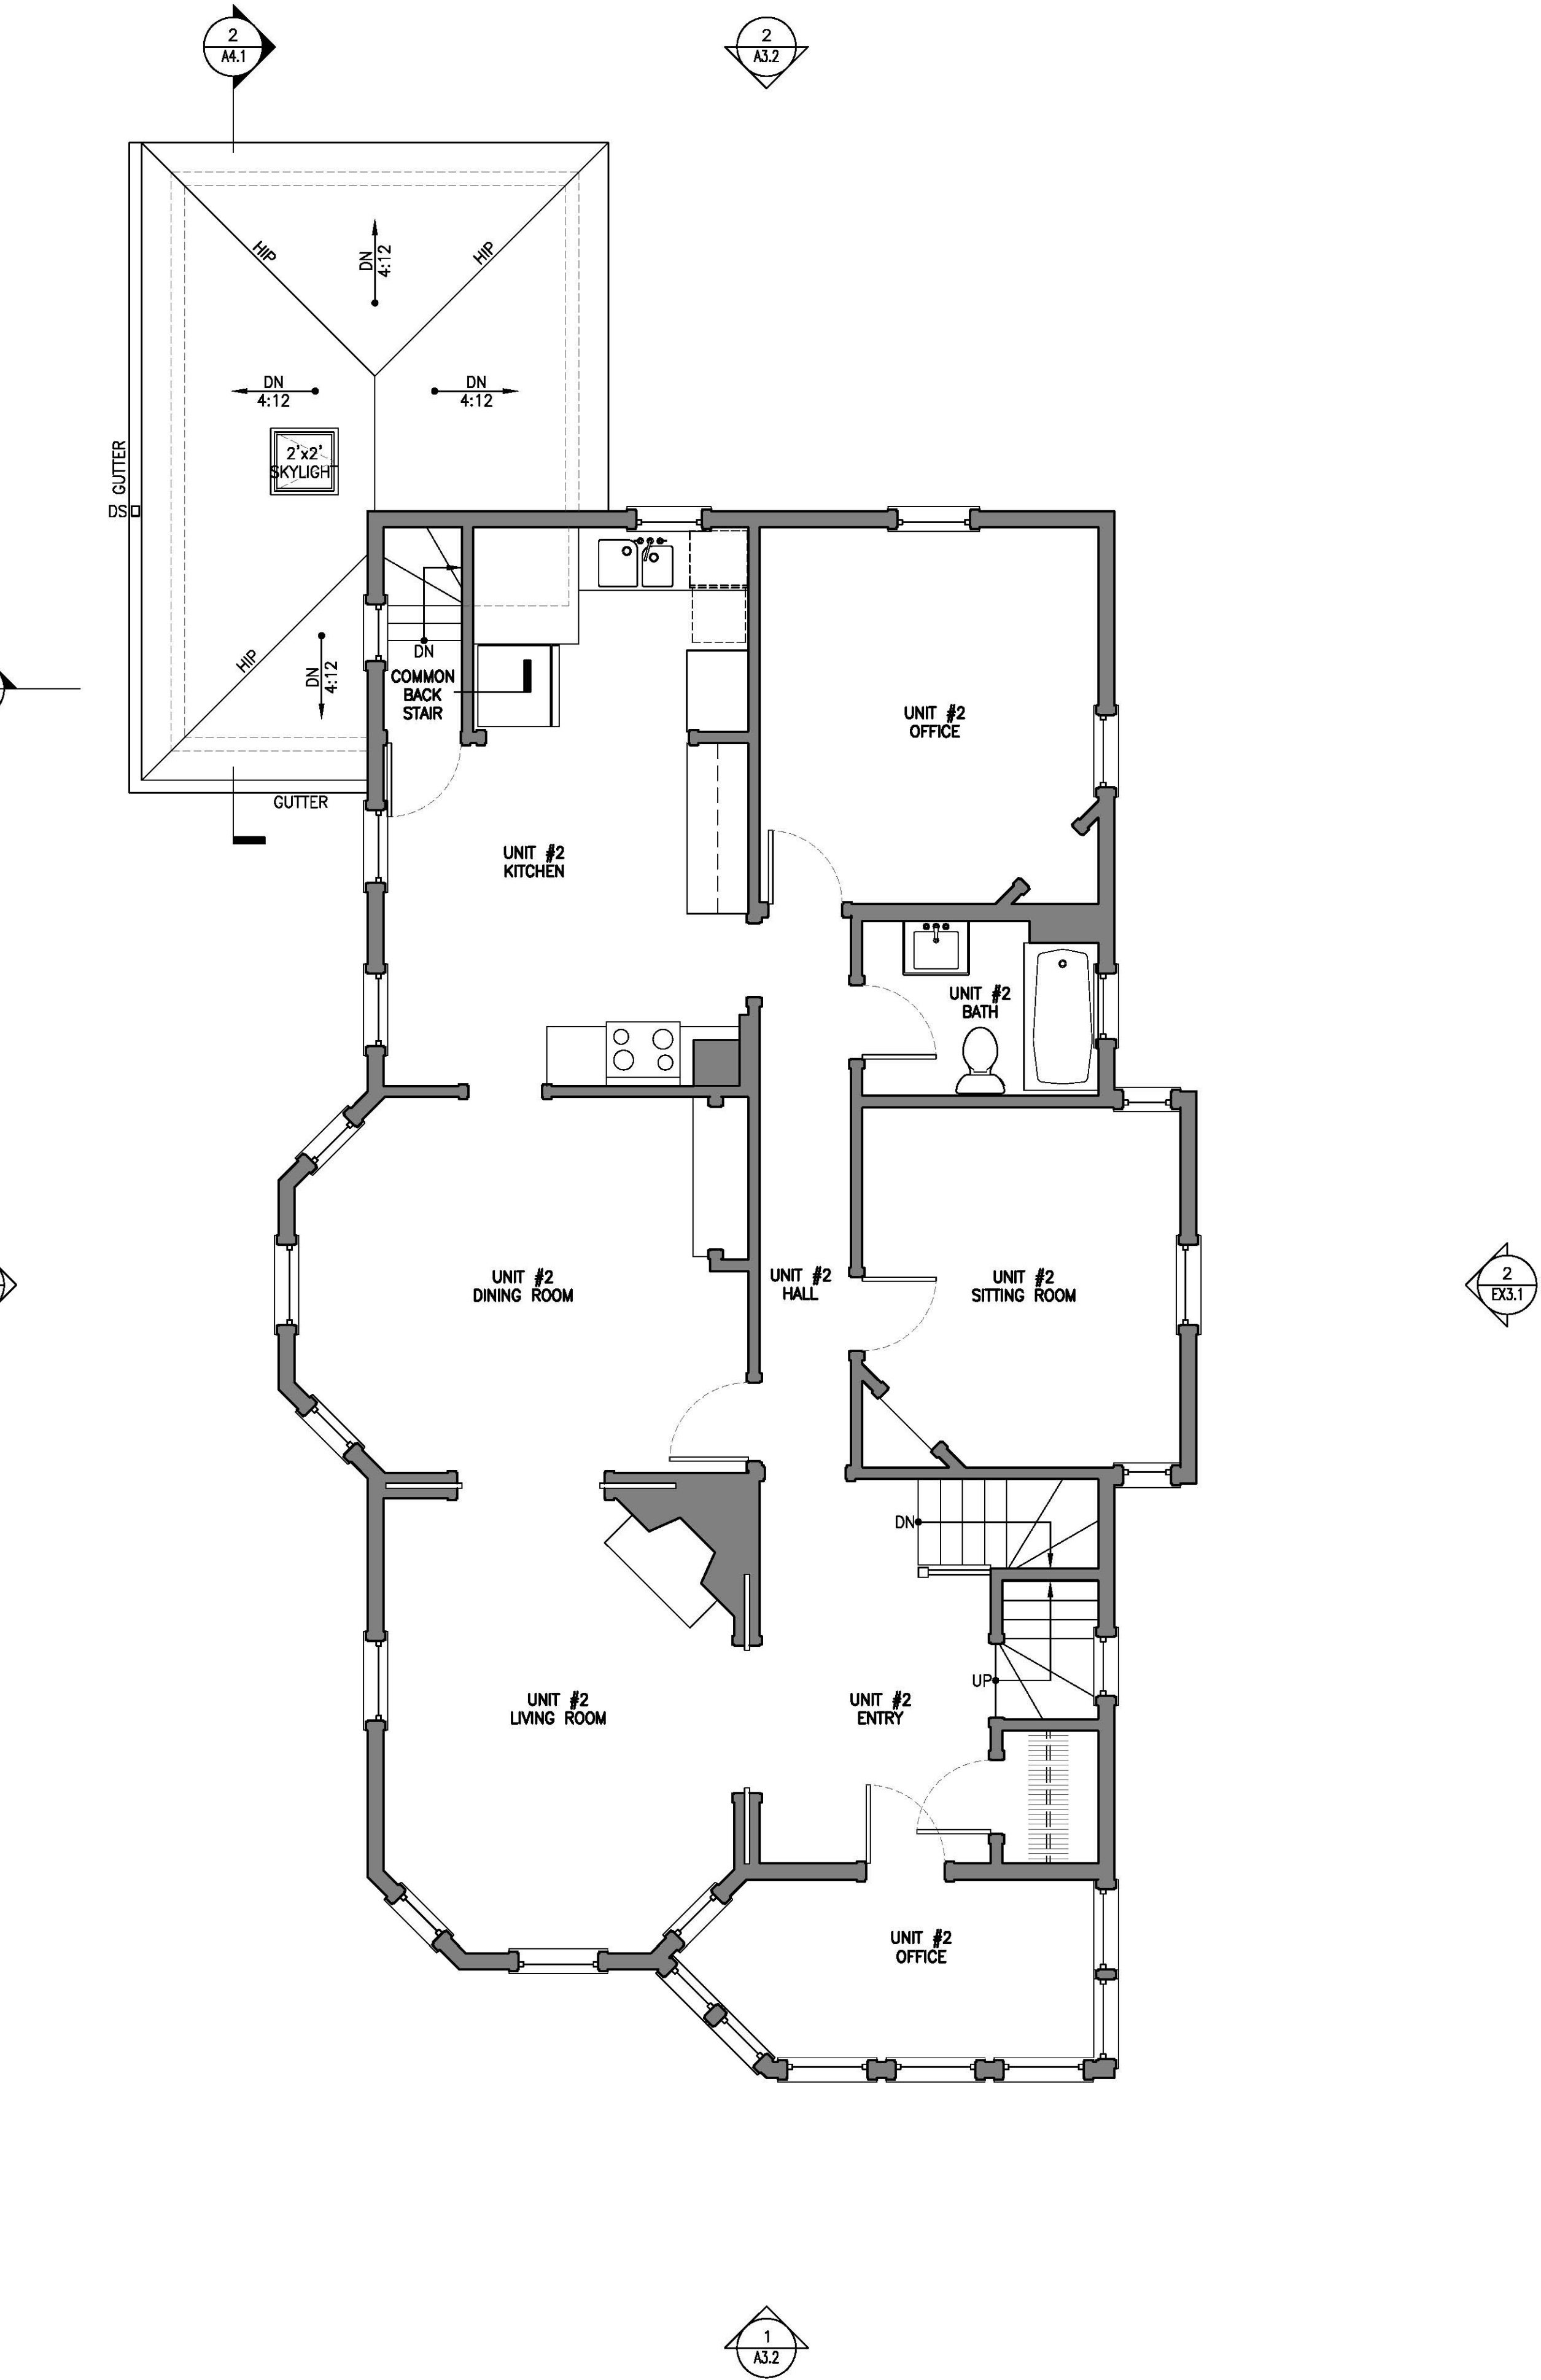 2
A4.1
2
A3.2
HIP
HIP
DN
4:12
DN
4:12
DN
4:12
GUTTER
2'x2'
SKYLIGHT
DS
HIP
DN
4:12
GUTTER
DN
COMMON
BACK
STAIR
UNIT #2
OFFICE
UNIT #2
KITCHEN
UNIT #2
BATH
UNIT #2
DINING ROOM
UNIT #2
HALL
UNIT #2
SITTING ROOM
2
EX3.1
DN
UP
UNIT #2
LIVING ROOM
UNIT #2
ENTRY
UNIT #2
OFFICE
1
A3.2